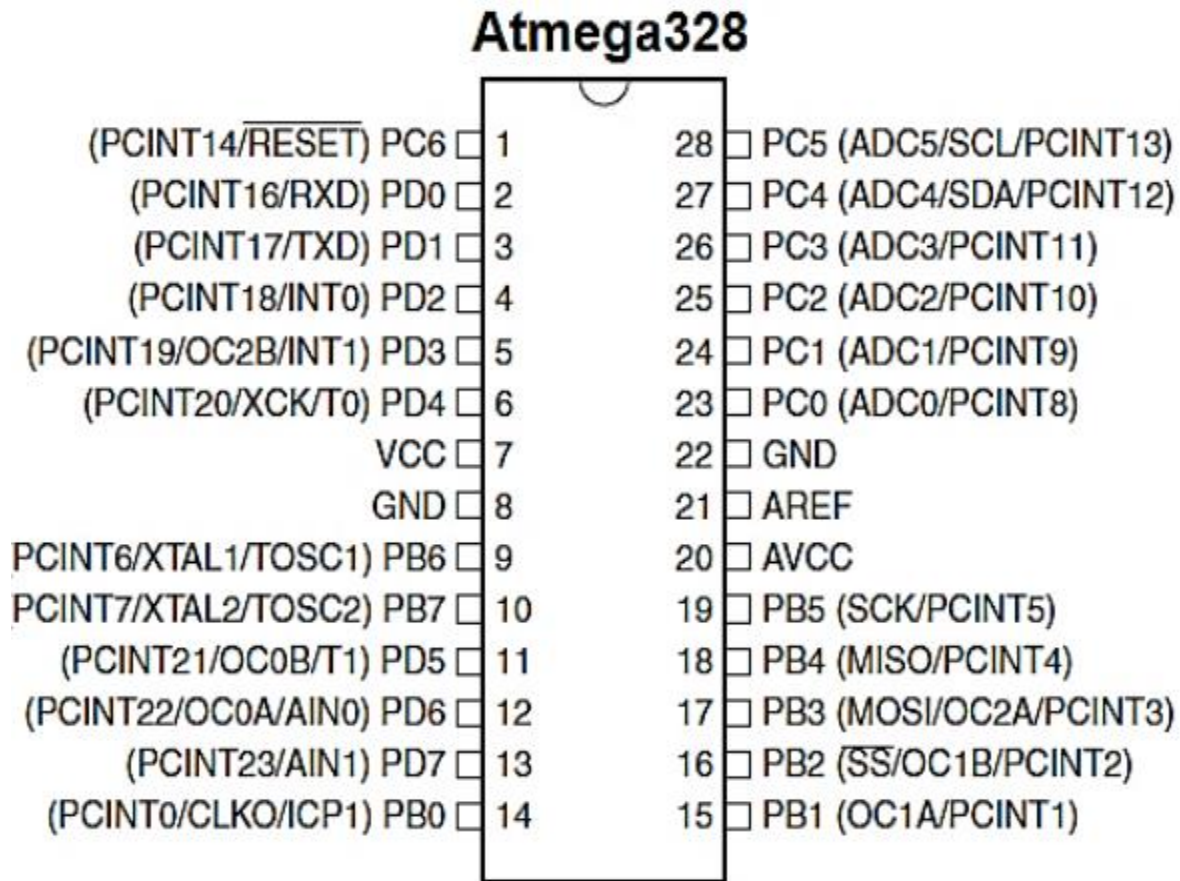 Atmega328
(PCINT14/RESET) PC6 1 28 PC5 (ADC5/SCL/PCINT13)
(PCINT16/RXD) PD0 2 27 PC4 (ADC4/SDA/PCINT12)
(PCINT17/TXD) PD1 3 26 PC3 (ADC3/PCINT11)
(PCINT18/INT0) PD2 4 25 PC2 (ADC2/PCINT10)
(PCINT19/OC2B/INT1) PD3 5 24 PC1 (ADC1/PCINT9)
(PCINT20/XCK/T0) PD4 6 23 PC0 (ADC0/PCINT8)
VCC 7 22 GND
GND 8 21 AREF
PCINT6/XTAL1/TOSC1) PB6 9 20 AVCC
PCINT7/XTAL2/TOSC2) PB7 10 19 PB5 (SCK/PCINT5)
(PCINT21/OC0B/T1) PD5 11 18 PB4 (MISO/PCINT4)
(PCINT22/OC0A/AIN0) PD6 12 17 PB3 (MOSI/OC2A/PCINT3)
(PCINT23/AIN1) PD7 13 16 PB2 (SS/OC1B/PCINT2)
(PCINT0/CLKO/ICP1) PB0 14 15 PB1 (OC1A/PCINT1)